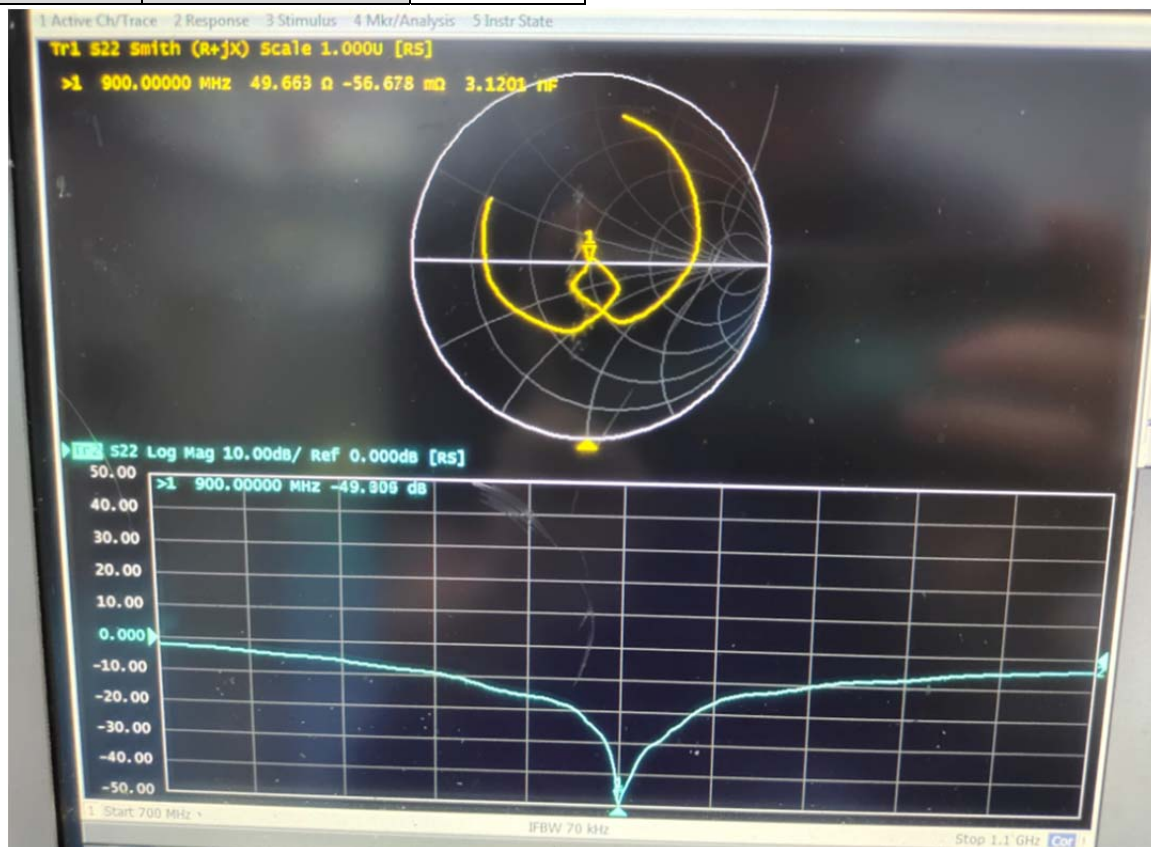 1 Active Ch/Trace 2 Response 3 Stimulus 4 Mkr/Analysis 5 Instr State
Tr1 S22 Smith (R+jX) Scale 1.000U [RS]
>1 900.00000 MHz 49.663 Ω -56.678 mΩ 3.1201 nF
1
Tr2 S22 Log Mag 10.00dB/ Ref 0.000dB [RS]
50.00
>1 900.00000 MHz -49.306 dB
40.00
30.00
20.00
10.00
0.000
-10.00
-20.00
-30.00
-40.00
-50.00
1
1 Start 700 MHz
IFBW 70 kHz
Stop 1.1 GHz Cor !